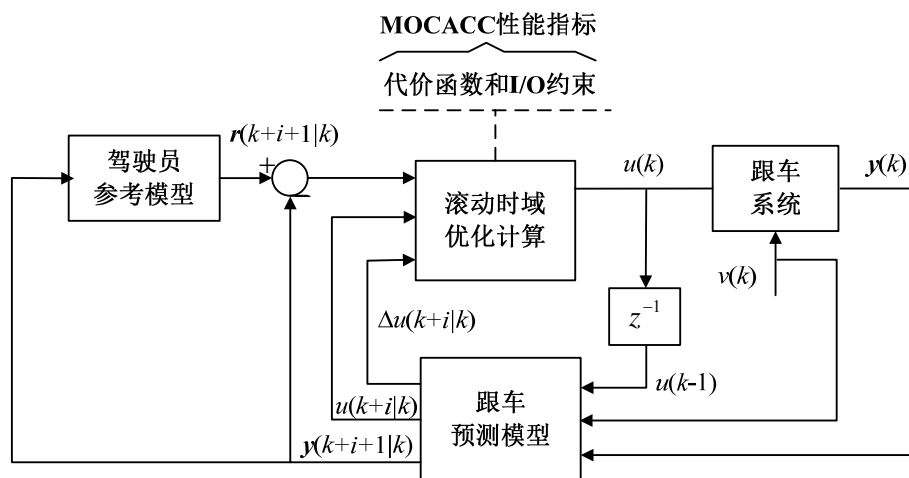 MOCACC性能指标
代价函数和I/O约束
r(k+i+1|k)
驾驶员
参考模型
+
滚动时域
优化计算
u(k)
跟车
系统
y(k)
v(k)
z⁻¹
Δu(k+i|k)
u(k-1)
u(k+i|k)
跟车
预测模型
y(k+i+1|k)